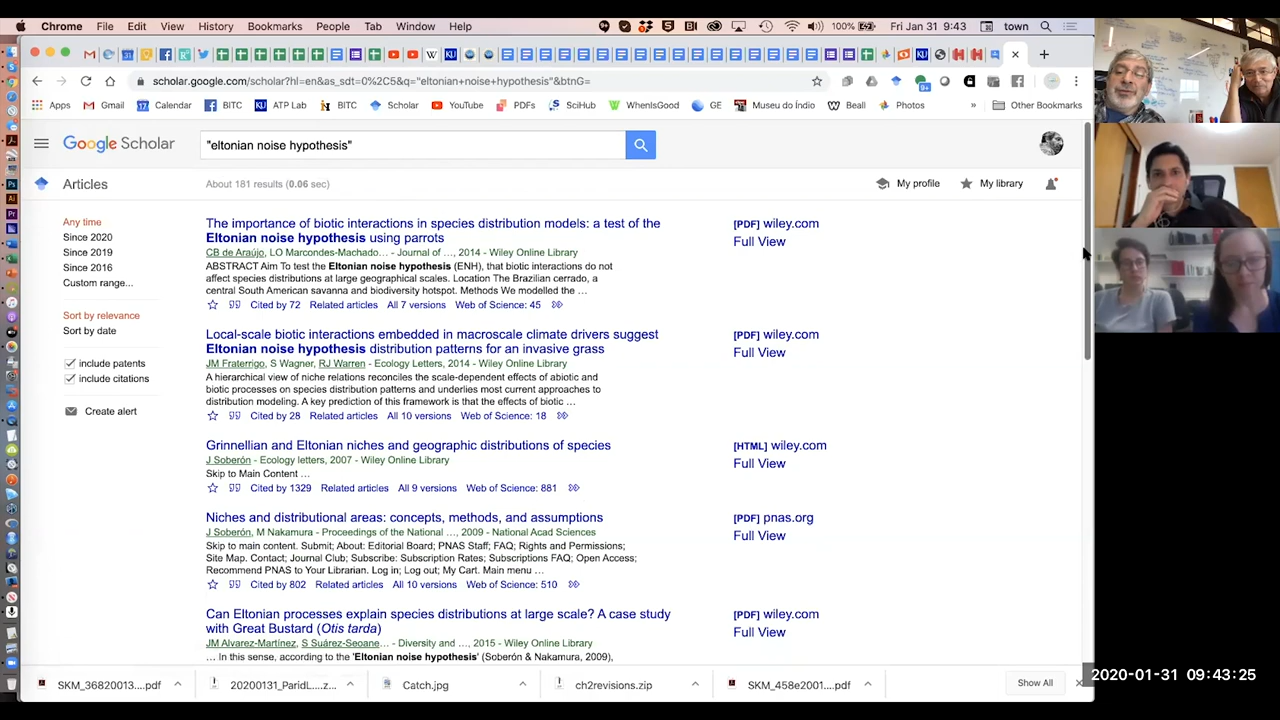 Chrome File Edit View History Bookmarks People Tab Window Help
100% Fri Jan 31 9:43 town
scholar.google.com/scholar?hl=en&as_sdt=0%2C5&q="eltonian+noise+hypothesis"&btnG=
Apps Gmail Calendar BITC ATP Lab BITC Scholar YouTube PDFs SciHub WhenIsGood GE Museu do Índio Beall Photos » Other Bookmarks
Google Scholar
"eltonian noise hypothesis"
Articles
About 181 results (0.06 sec)
My profile My library
Any time
Since 2020
Since 2019
Since 2016
Custom range...
Sort by relevance
Sort by date
include patents
include citations
Create alert
The importance of biotic interactions in species distribution models: a test of the
Eltonian noise hypothesis using parrots
CB de Araújo, LO Marcondes-Machado… - Journal of …, 2014 - Wiley Online Library
ABSTRACT Aim To test the Eltonian noise hypothesis (ENH), that biotic interactions do not
affect species distributions at large geographical scales. Location The Brazilian cerrado, a
central South American savanna and biodiversity hotspot. Methods We modelled the …
Cited by 72 Related articles All 7 versions Web of Science: 45
[PDF] wiley.com
Full View
Local-scale biotic interactions embedded in macroscale climate drivers suggest
Eltonian noise hypothesis distribution patterns for an invasive grass
JM Fraterrigo, S Wagner, RJ Warren - Ecology Letters, 2014 - Wiley Online Library
A hierarchical view of niche relations reconciles the scale-dependent effects of abiotic and
biotic processes on species distribution patterns and underlies most current approaches to
distribution modeling. A key prediction of this framework is that the effects of biotic …
Cited by 28 Related articles All 10 versions Web of Science: 18
[PDF] wiley.com
Full View
Grinnellian and Eltonian niches and geographic distributions of species
J Soberón - Ecology letters, 2007 - Wiley Online Library
Skip to Main Content …
Cited by 1329 Related articles All 9 versions Web of Science: 881
[HTML] wiley.com
Full View
Niches and distributional areas: concepts, methods, and assumptions
J Soberón, M Nakamura - Proceedings of the National …, 2009 - National Acad Sciences
Skip to main content. Submit; About: Editorial Board; PNAS Staff; FAQ; Rights and Permissions;
Site Map. Contact; Journal Club; Subscribe: Subscription Rates; Subscriptions FAQ; Open Access;
Recommend PNAS to Your Librarian. Log in; Log out; My Cart. Main menu …
Cited by 802 Related articles All 10 versions Web of Science: 510
[PDF] pnas.org
Full View
Can Eltonian processes explain species distributions at large scale? A case study
with Great Bustard (Otis tarda)
JM Alvarez-Martínez, S Suárez-Seoane… - Diversity and …, 2015 - Wiley Online Library
… In this sense, according to the 'Eltonian noise hypothesis' (Soberón & Nakamura, 2009),
[PDF] wiley.com
Full View
SKM_36820013....pdf 20200131_ParidL....z... Catch.jpg ch2revisions.zip SKM_458e2001....pdf Show All
2020-01-31 09:43:25